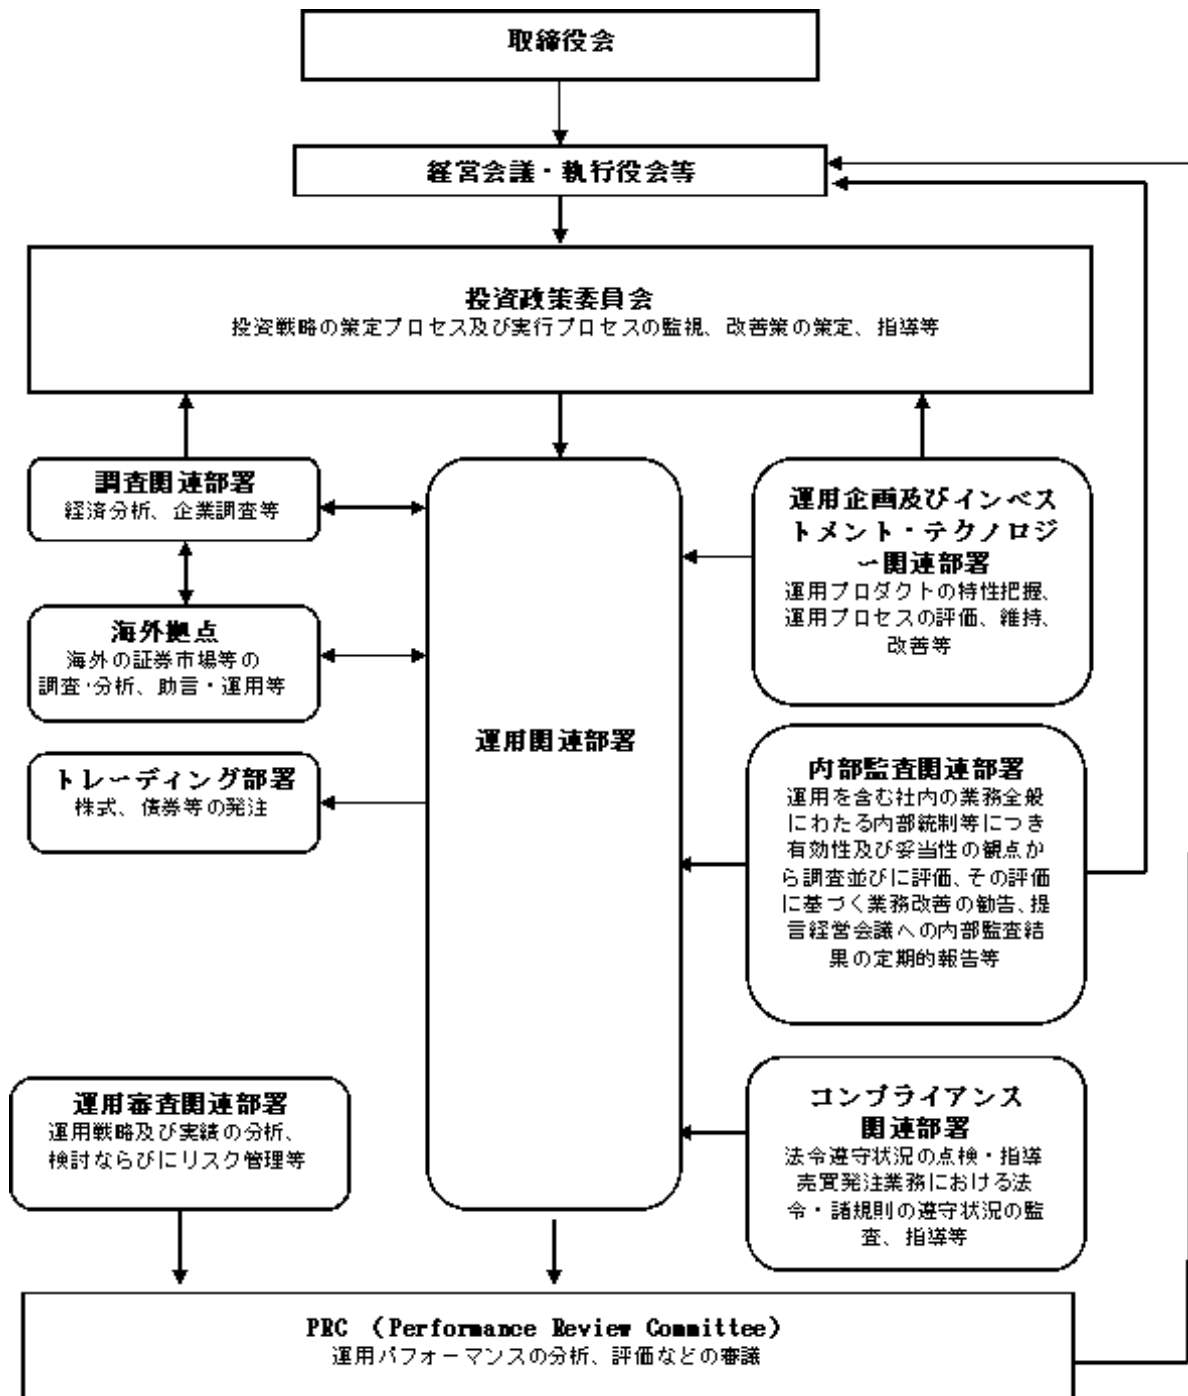 取締役会
経営会議・執行役会等
投資政策委員会
投資戦略の策定プロセス及び実行プロセスの監視、改善策の策定、指導等
調査関連部署
経済分析、企業調査等
海外拠点
海外の証券市場等の
調査・分析、助言・運用等
トレーディング部署
株式、債券等の発注
運用関連部署
運用企画及びインベス
トメント・テクノロジ
ー関連部署
運用プロダクトの特性把握、
運用プロセスの評価、維持、
改善等
内部監査関連部署
運用を含む社内の業務全般
にわたる内部統制等につき
有効性及び妥当性の観点か
ら調査並びに評価、その評価
に基づく業務改善の勧告、提
言経営会議への内部監査結
果の定期的報告等
運用審査関連部署
運用戦略及び実績の分析、
検討ならびにリスク管理等
コンプライアンス
関連部署
法令遵守状況の点検・指導
売買発注業務における法
令・諸規則の遵守状況の監
査、指導等
PRC （Performance Review Committee）
運用パフォーマンスの分析、評価などの審議